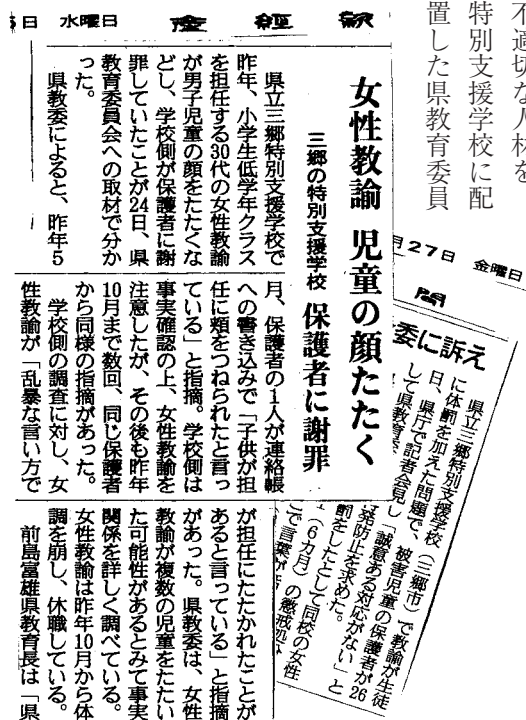 不適切な人材を
特別支援学校に配
置した県教育委員
日 水曜日
産経新
女性教諭 児童の顔たたく
三郷の特別支援学校 保護者に謝罪
県立三郷特別支援学校で
昨年、小学生低学年クラス
を担任する30代の女性教諭
が男子児童の顔をたたくな
どし、学校側が保護者に謝
罪していたことが24日、県
教育委員会への取材で分か
った。
県教委によると、昨年5
月、保護者の1人が連絡帳
への書き込みで「子供が担
任に頬をつねられたと言っ
ている」と指摘。学校側は
事実確認の上、女性教諭を
注意したが、その後も昨年
10月まで数回、同じ保護者
から同様の指摘があった。
学校側の調査に対し、女
性教諭が「乱暴な言い方で
が担任にたたかれたことが
あると言っている」と指摘
があった。県教委は、女性
教諭が複数の児童をたたい
た可能性があるとみて事実
関係を詳しく調べている。
女性教諭は昨年10月から体
調を崩し、休職している。
前島富雄県教育長は「県
月27日 金曜日
聞
委に訴え
県立三郷特別支援学校(三郷市)で教諭が生徒
に体罰を加えた問題で、被害児童の保護者が26
日、県庁で記者会見し「誠意ある対応がない」と
して県教育委
発防止を求めた。
罰をしたとして同校の女性
(6カ月)の懲戒処